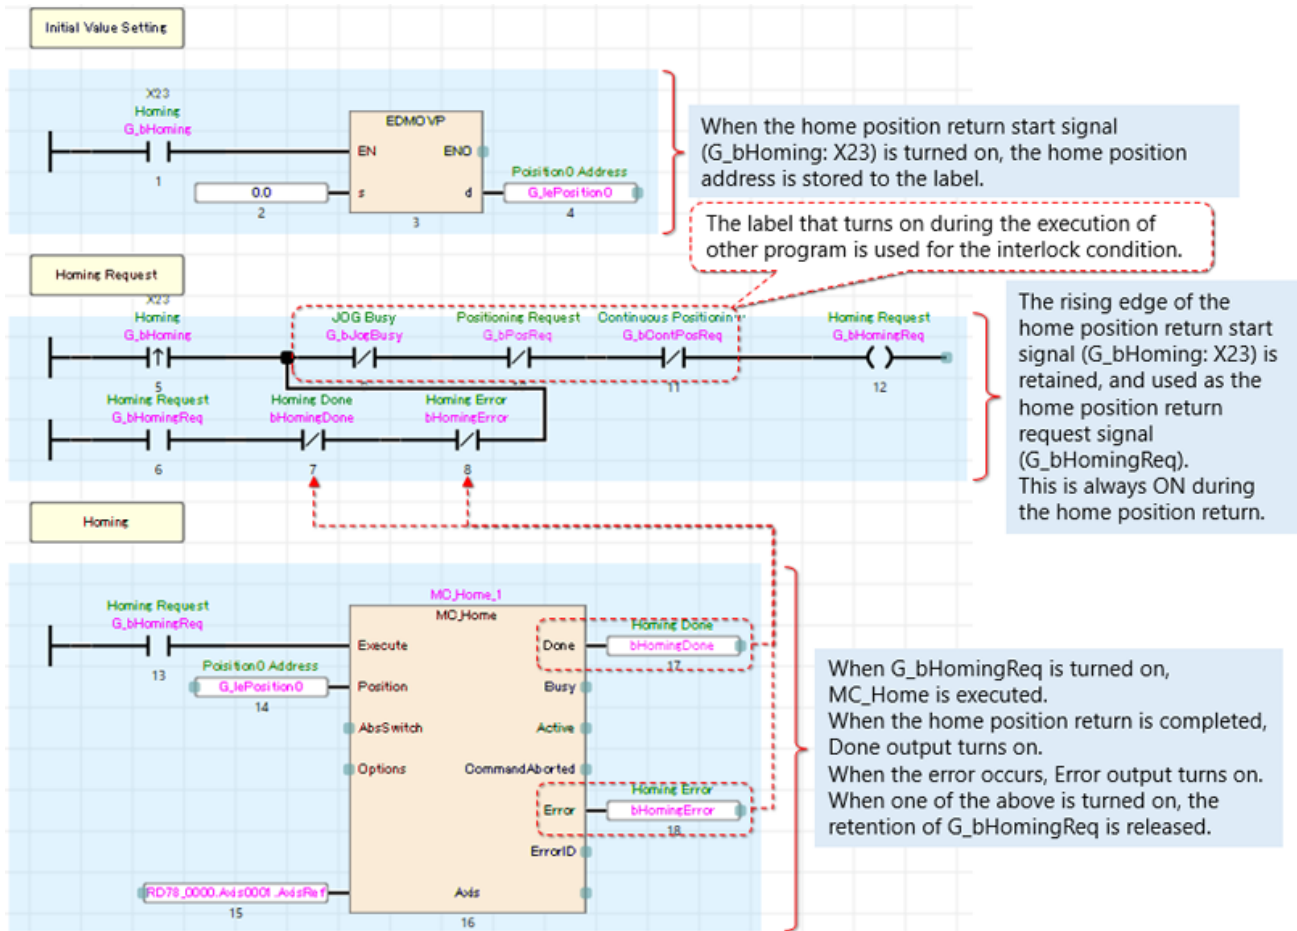 Initial Value Setting
X23
Homing
G_bHoming
1
EDMOVP
EN
ENO
0.0
2
s
d
3
Poisition0 Address
G_lePosition0
4
When the home position return start signal
(G_bHoming: X23) is turned on, the home position
address is stored to the label.
The label that turns on during the execution of
other program is used for the interlock condition.
Homing Request
X23
Homing
G_bHoming
5
JOG Busy
G_bJogBusy
Positioning Request
G_bPosReq
Continuous Positionin
G_bContPosReq
11
Homing Request
G_bHomingReq
12
Homing Request
G_bHomingReq
6
Homing Done
bHomingDone
7
Homing Error
bHomingError
8
The rising edge of the
home position return start
signal (G_bHoming: X23) is
retained, and used as the
home position return
request signal
(G_bHomingReq).
This is always ON during
the home position return.
Homing
Homing Request
G_bHomingReq
13
Poisition0 Address
G_lePosition0
14
RD78_0000.Axis0001.AxisRef
15
MC_Home_1
MC_Home
Execute
Done
Position
Busy
AbsSwitch
Active
Options
CommandAborted
Error
ErrorID
Axis
16
Homing Done
bHomingDone
17
Homing Error
bHomingError
18
When G_bHomingReq is turned on,
MC_Home is executed.
When the home position return is completed,
Done output turns on.
When the error occurs, Error output turns on.
When one of the above is turned on, the
retention of G_bHomingReq is released.